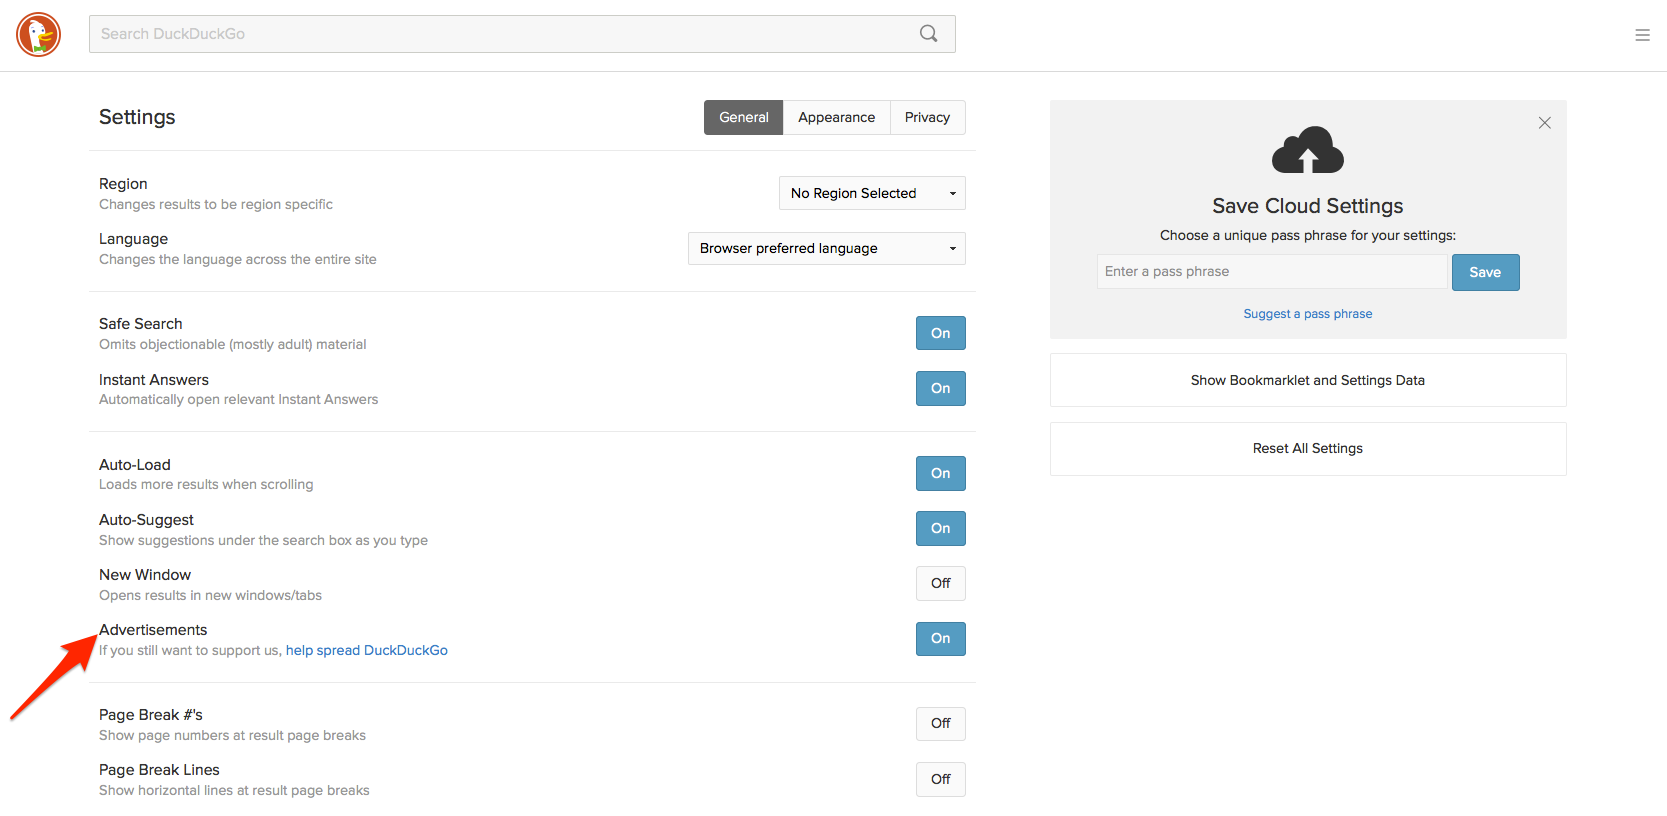 Search DuckDuckGo
Settings
General
Appearance
Privacy
Region
Changes results to be region specific
No Region Selected
Language
Changes the language across the entire site
Browser preferred language
Safe Search
Omits objectionable (mostly adult) material
On
Instant Answers
Automatically open relevant Instant Answers
On
Auto-Load
Loads more results when scrolling
On
Auto-Suggest
Show suggestions under the search box as you type
On
New Window
Opens results in new windows/tabs
Off
Advertisements
If you still want to support us, help spread DuckDuckGo
On
Page Break #'s
Show page numbers at result page breaks
Off
Page Break Lines
Show horizontal lines at result page breaks
Off
Save Cloud Settings
Choose a unique pass phrase for your settings:
Enter a pass phrase
Save
Suggest a pass phrase
Show Bookmarklet and Settings Data
Reset All Settings